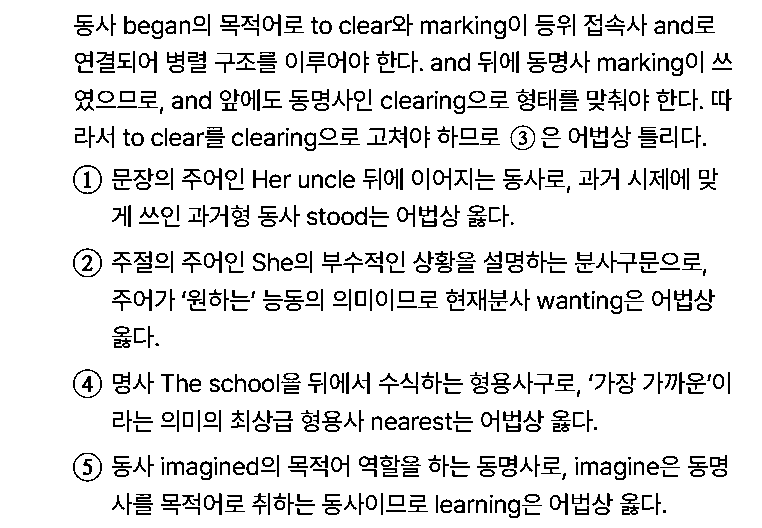 동사 began의 목적어로 to clear와 marking이 등위 접속사 and로
연결되어 병렬 구조를 이루어야 한다. and 뒤에 동명사 marking이 쓰
였으므로, and 앞에도 동명사인 clearing으로 형태를 맞춰야 한다. 따
라서 to clear를 clearing으로 고쳐야 하므로 ③은 어법상 틀리다.
① 문장의 주어인 Her uncle 뒤에 이어지는 동사로, 과거 시제에 맞
게 쓰인 과거형 동사 stood는 어법상 옳다.
② 주절의 주어인 She의 부수적인 상황을 설명하는 분사구문으로,
주어가 ‘원하는’ 능동의 의미이므로 현재분사 wanting은 어법상
옳다.
④ 명사 The school을 뒤에서 수식하는 형용사구로, ‘가장 가까운’이
라는 의미의 최상급 형용사 nearest는 어법상 옳다.
⑤ 동사 imagined의 목적어 역할을 하는 동명사로, imagine은 동명
사를 목적어로 취하는 동사이므로 learning은 어법상 옳다.